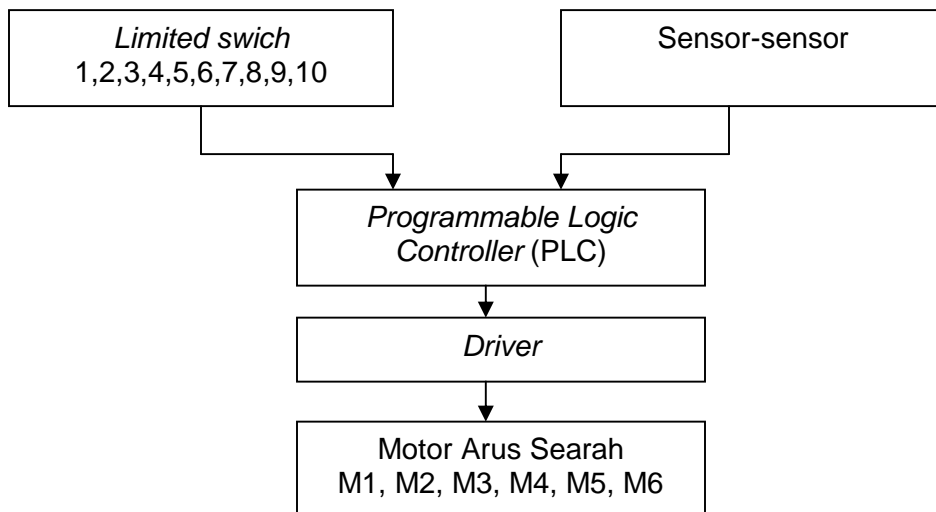 Limited swich
1,2,3,4,5,6,7,8,9,10
Sensor-sensor
Programmable Logic
Controller (PLC)
Driver
Motor Arus Searah
M1, M2, M3, M4, M5, M6